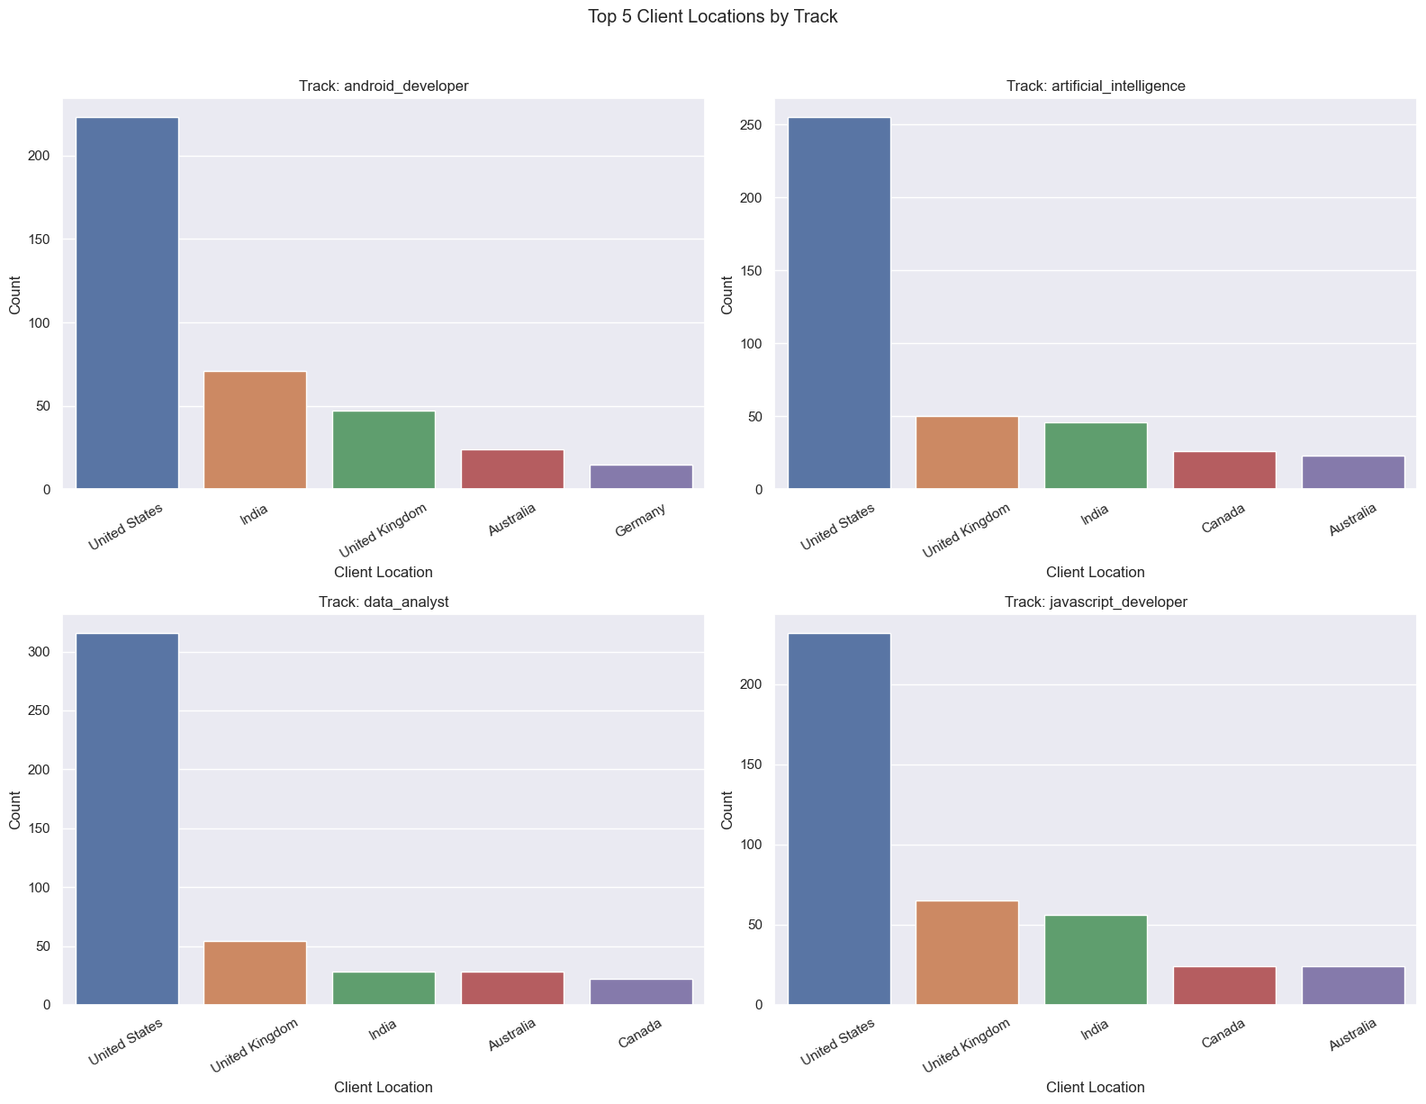 Top 5 Client Locations by Track
Track: android_developer
200
150
100
50
0
Count
United States
India
United Kingdom
Australia
Germany
Client Location
Track: artificial_intelligence
250
200
150
100
50
0
Count
United States
United Kingdom
India
Canada
Australia
Client Location
Track: data_analyst
300
250
200
150
100
50
0
Count
United States
United Kingdom
India
Australia
Canada
Client Location
Track: javascript_developer
200
150
100
50
0
Count
United States
United Kingdom
India
Canada
Australia
Client Location